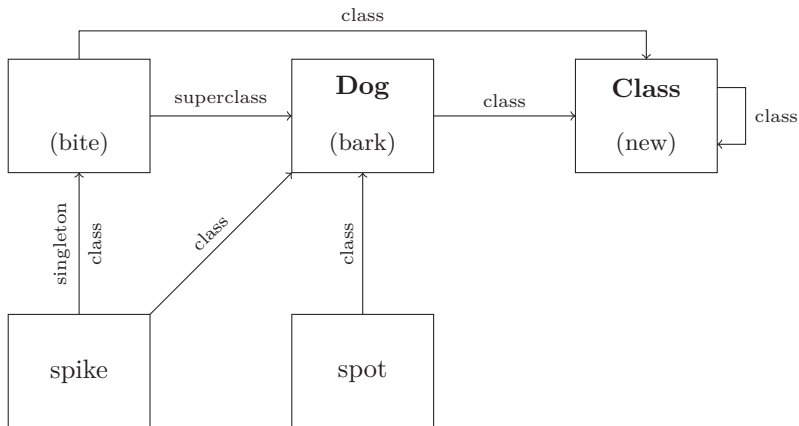 class
Dog
Class
superclass
class
class
(bite)
(bark)
(new)
singleton
class
class
class
spike
spot